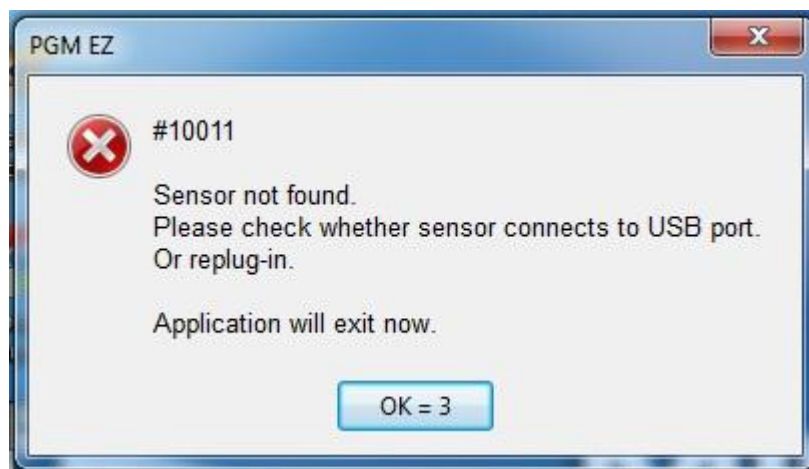 PGM EZ
#10011
Sensor not found.
Please check whether sensor connects to USB port.
Or replug-in.
Application will exit now.
OK = 3